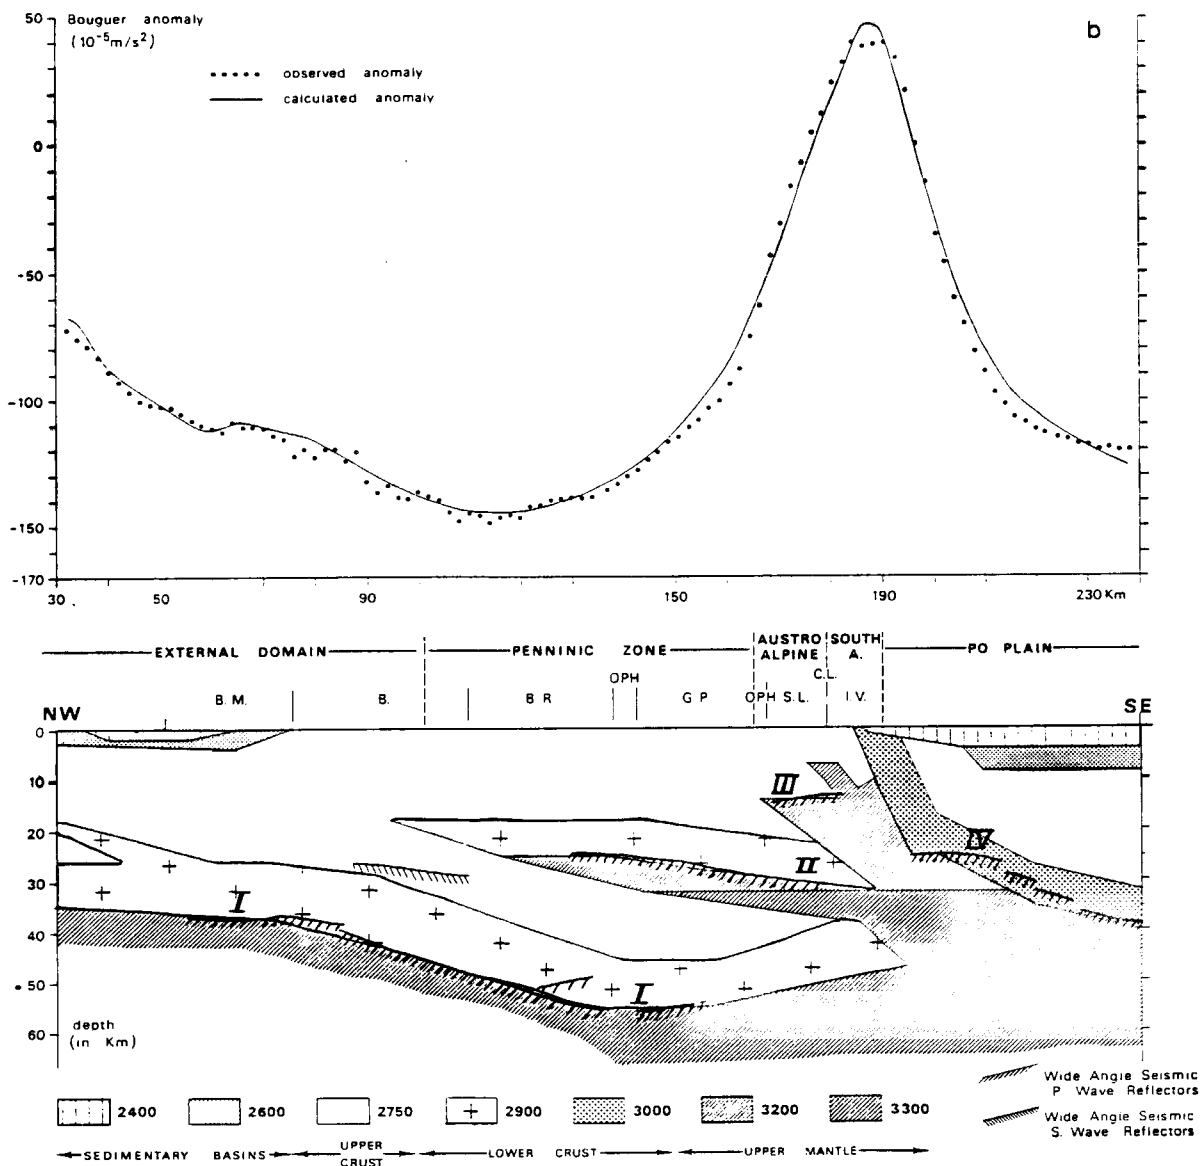 50 Bouguer anomaly b
(10⁻⁵m/s²)
observed anomaly
calculated anomaly
0
-50
-100
-150
-170
30 50 90 150 190 230 Km
EXTERNAL DOMAIN PENNINIC ZONE AUSTRO ALPINE SOUTH A. PO PLAIN
OPH C.L.
B.M. B. BR G P OPH S.L. I.V.
NW SE
0
10
20
30
40
50
60
III
IV
II
I
I
depth
(in Km)
Wide Angle Seismic
P Wave Reflectors
Wide Angle Seismic
S. Wave Reflectors
2400 2600 2750 2900 3000 3200 3300
SEDIMENTARY BASINS UPPER CRUST LOWER CRUST UPPER MANTLE